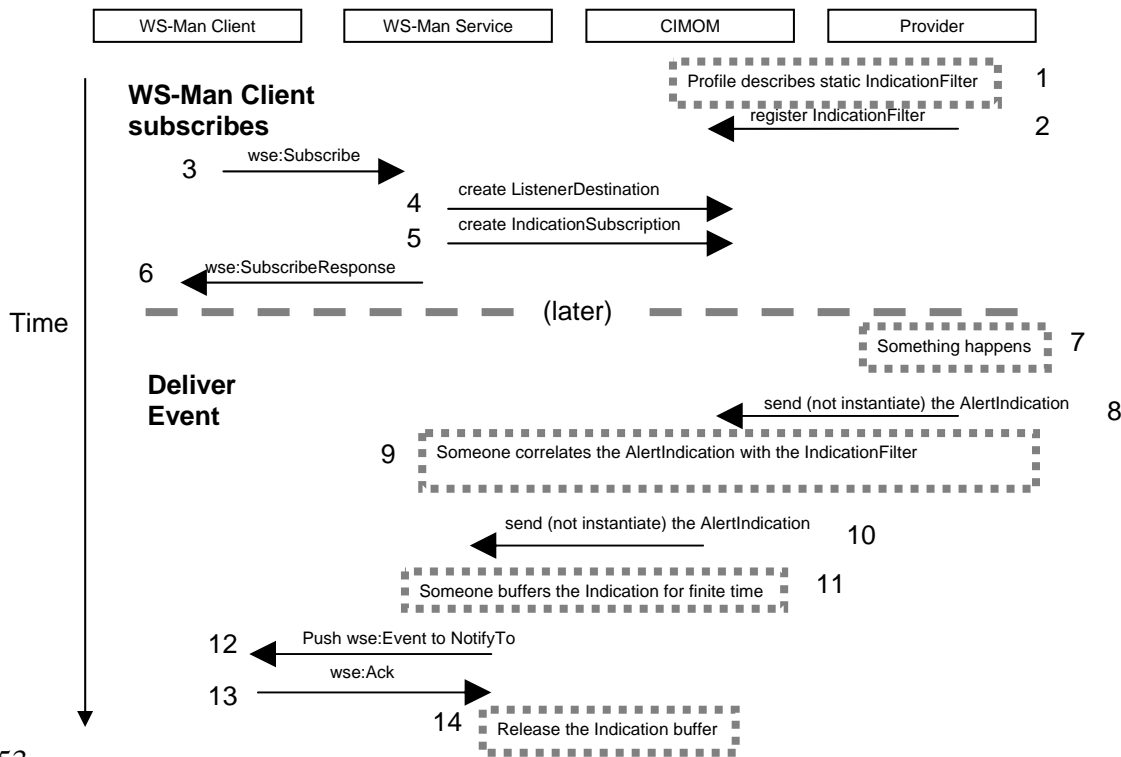 WS-Man Client
WS-Man Service
CIMOM
Provider
Profile describes static IndicationFilter
1
WS-Man Client
subscribes
register IndicationFilter
2
3
wse:Subscribe
4
create ListenerDestination
5
create IndicationSubscription
6
wse:SubscribeResponse
Time
(later)
Something happens
7
Deliver
Event
send (not instantiate) the AlertIndication
8
9
Someone correlates the AlertIndication with the IndicationFilter
send (not instantiate) the AlertIndication
10
Someone buffers the Indication for finite time
11
12
Push wse:Event to NotifyTo
13
wse:Ack
14
Release the Indication buffer